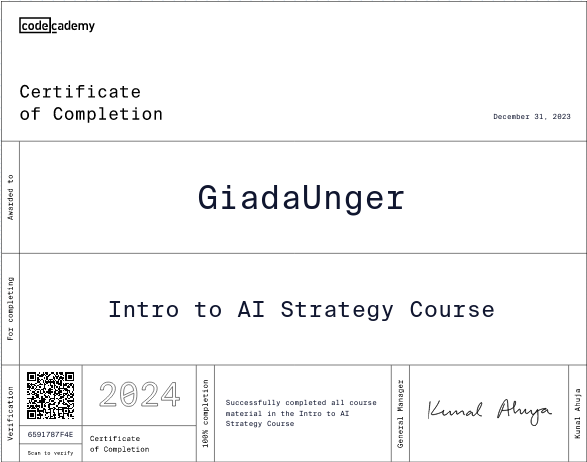 codecademy
Certificate
of Completion
December 31, 2023
Awarded to
GiadaUnger
For completing
Intro to AI Strategy Course
Verification
6591787F4E
Scan to verify
2024
Certificate
of Completion
100% completion
Successfully completed all course
material in the Intro to AI
Strategy Course
General Manager
Kunal Ahuja
Kunal Ahuja